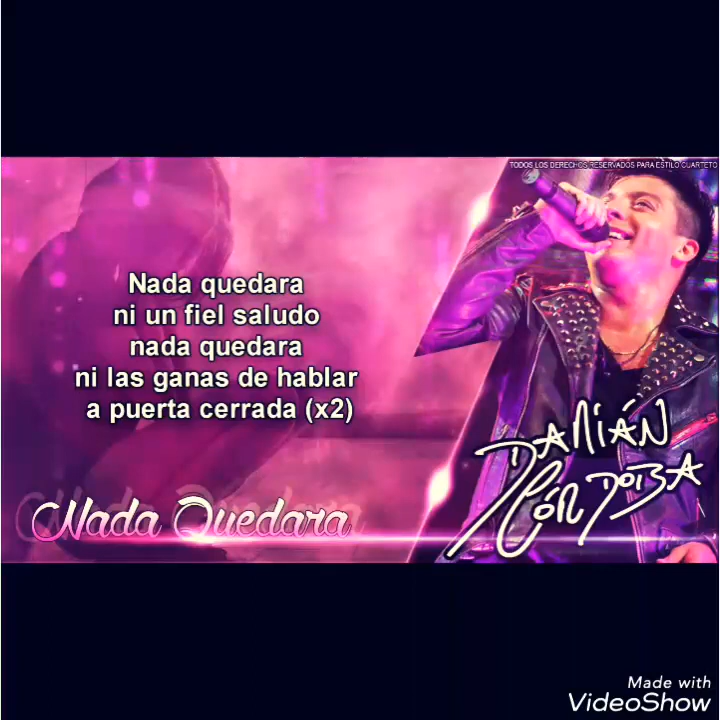 TODOS LOS DERECHOS RESERVADOS PARA ESTILO CUARTETO
Nada quedara
ni un fiel saludo
nada quedara
ni las ganas de hablar
a puerta cerrada (x2)
DAMIÁN
CÓRDOBA
Nada Quedara
Made with
VideoShow